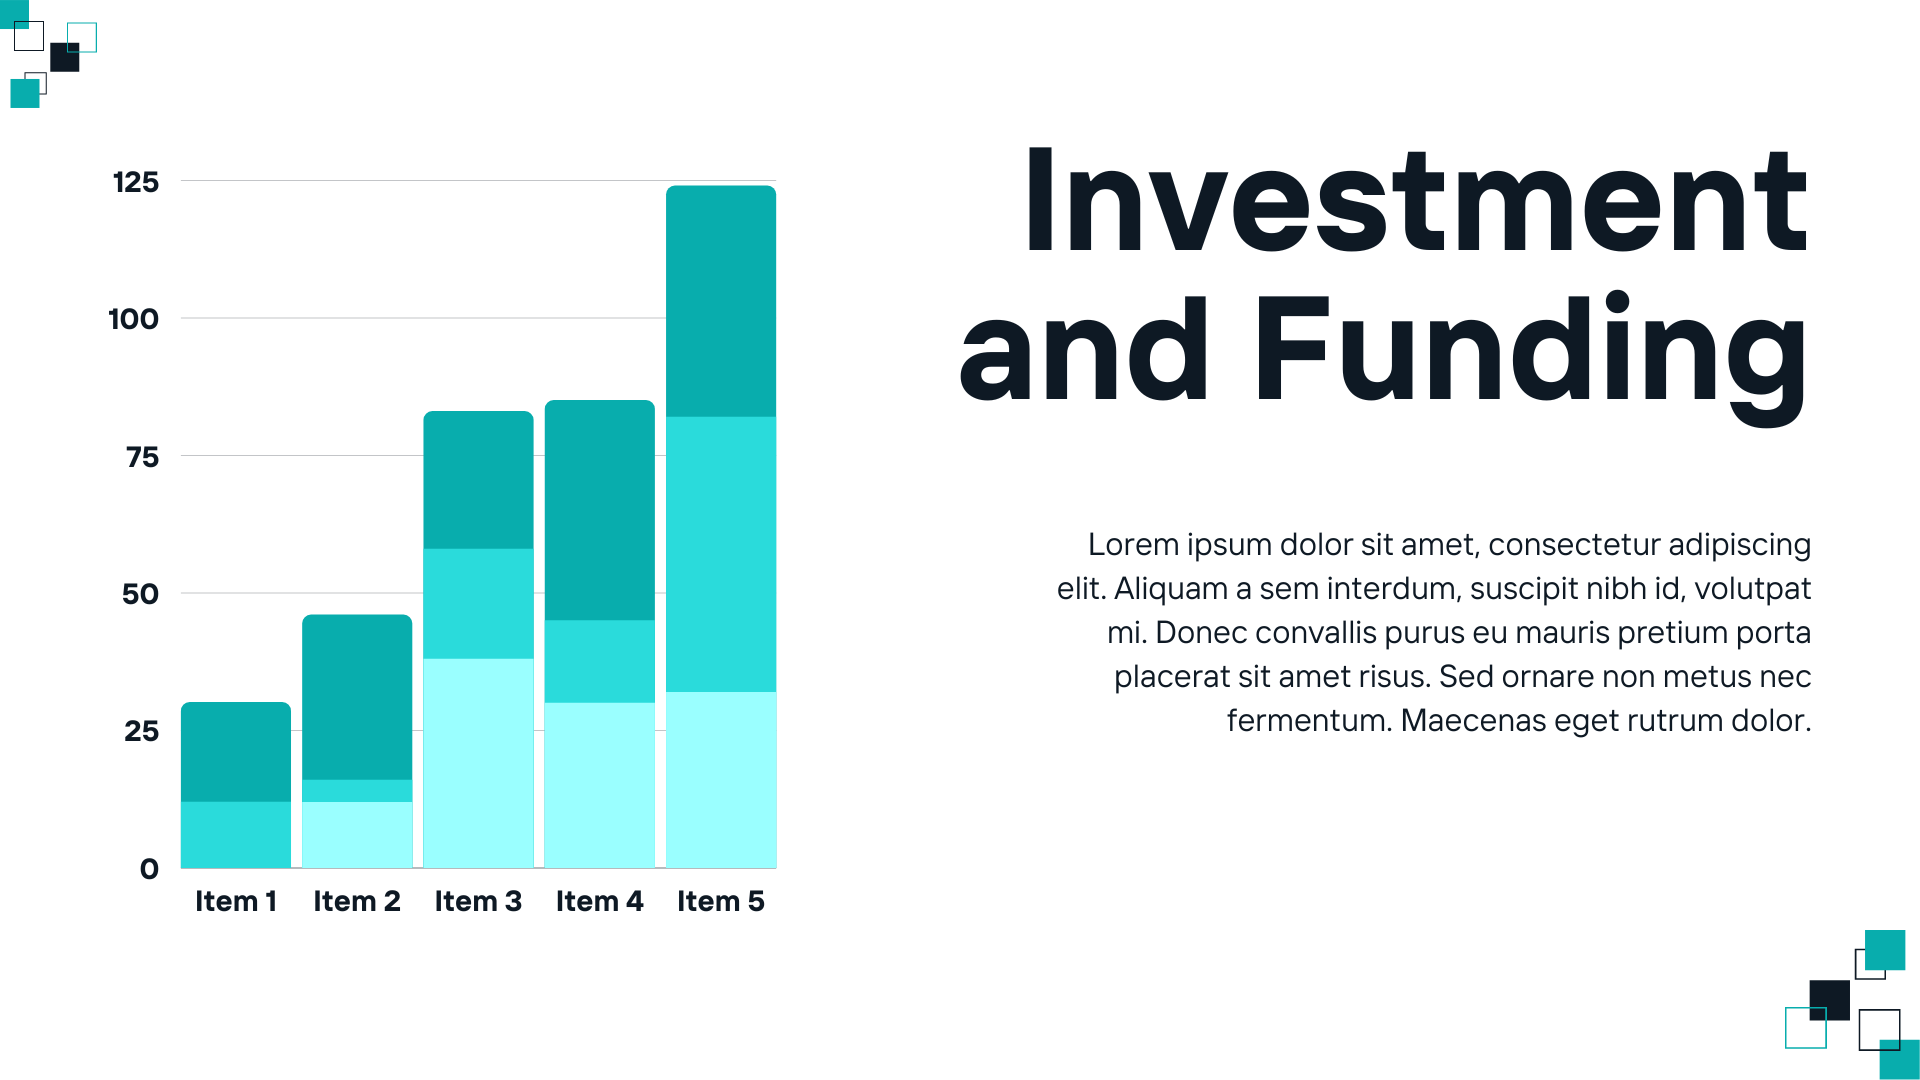 Investment
and Funding
Lorem ipsum dolor sit amet, consectetur adipiscing
elit. Aliquam a sem interdum, suscipit nibh id, volutpat
mi. Donec convallis purus eu mauris pretium porta
placerat sit amet risus. Sed ornare non metus nec
fermentum. Maecenas eget rutrum dolor.
125
100
75
50
25
0
Item 1 Item 2 Item 3 Item 4 Item 5